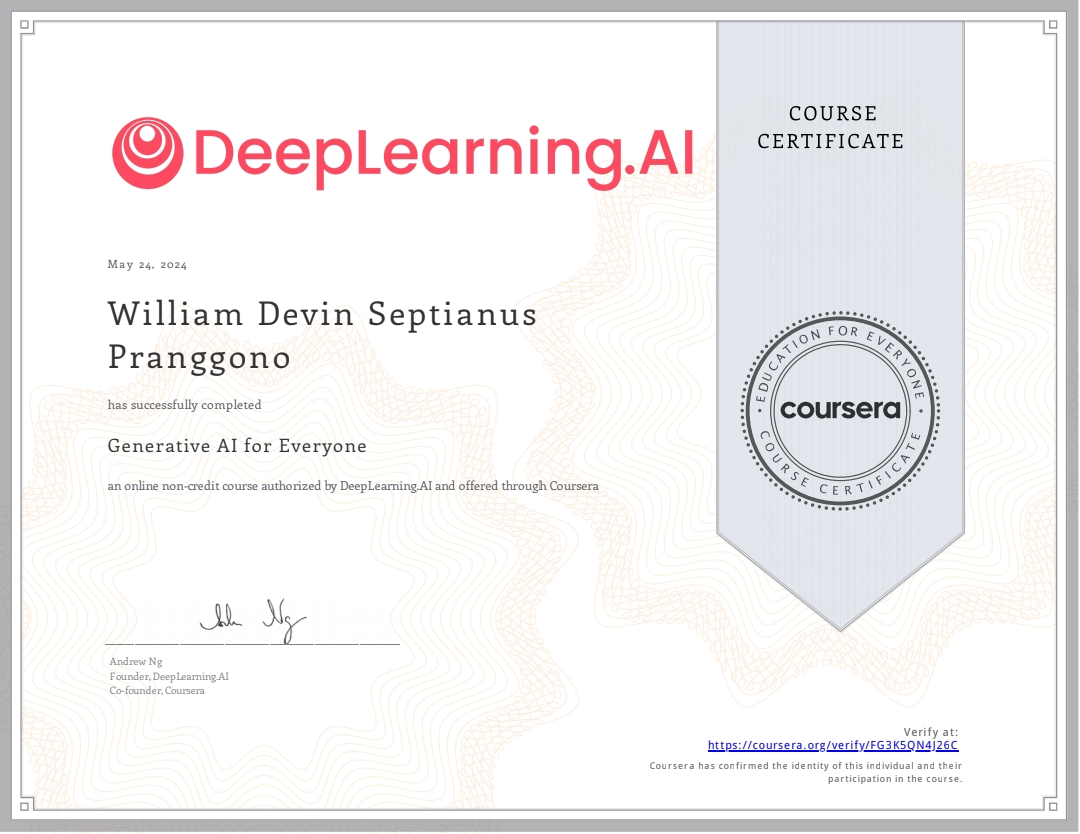 DeepLearning.AI
COURSE
CERTIFICATE
May 24, 2024
William Devin Septianus
Pranggono
has successfully completed
Generative AI for Everyone
an online non-credit course authorized by DeepLearning.AI and offered through Coursera
EDUCATION FOR EVERYONE
coursera
COURSE CERTIFICATE
Andrew Ng
Founder, DeepLearning.AI
Co-founder, Coursera
Verify at:
https://coursera.org/verify/FG3K5QN4J26C
Coursera has confirmed the identity of this individual and their
participation in the course.